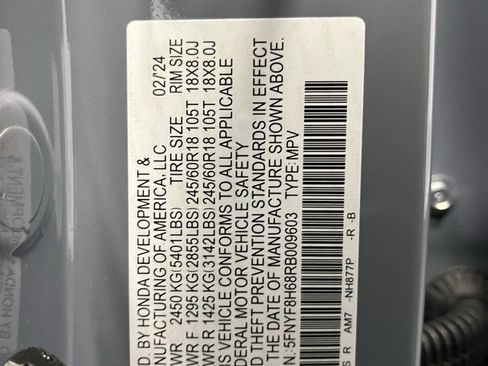 D. BY HONDA DEVELOPMENT &
NUFACTURING OF AMERICA, LLC 02/'24
WR 2450 KG(5401LBS) TIRE SIZE RIM SIZE
WR F 1295 KG(2855LBS)245/60R18 105T 18X8.0J
WR R 1425 KG(3142LBS)245/60R18 105T 18X8.0J
S VEHICLE CONFORMS TO ALL APPLICABLE
DERAL MOTOR VEHICLE SAFETY
D THEFT PREVENTION STANDARDS IN EFFECT
THE DATE OF MANUFACTURE SHOWN ABOVE.
N:5FNYF8H68RB009603 TYPE:MPV
S R AM7 -NH877P -R -B